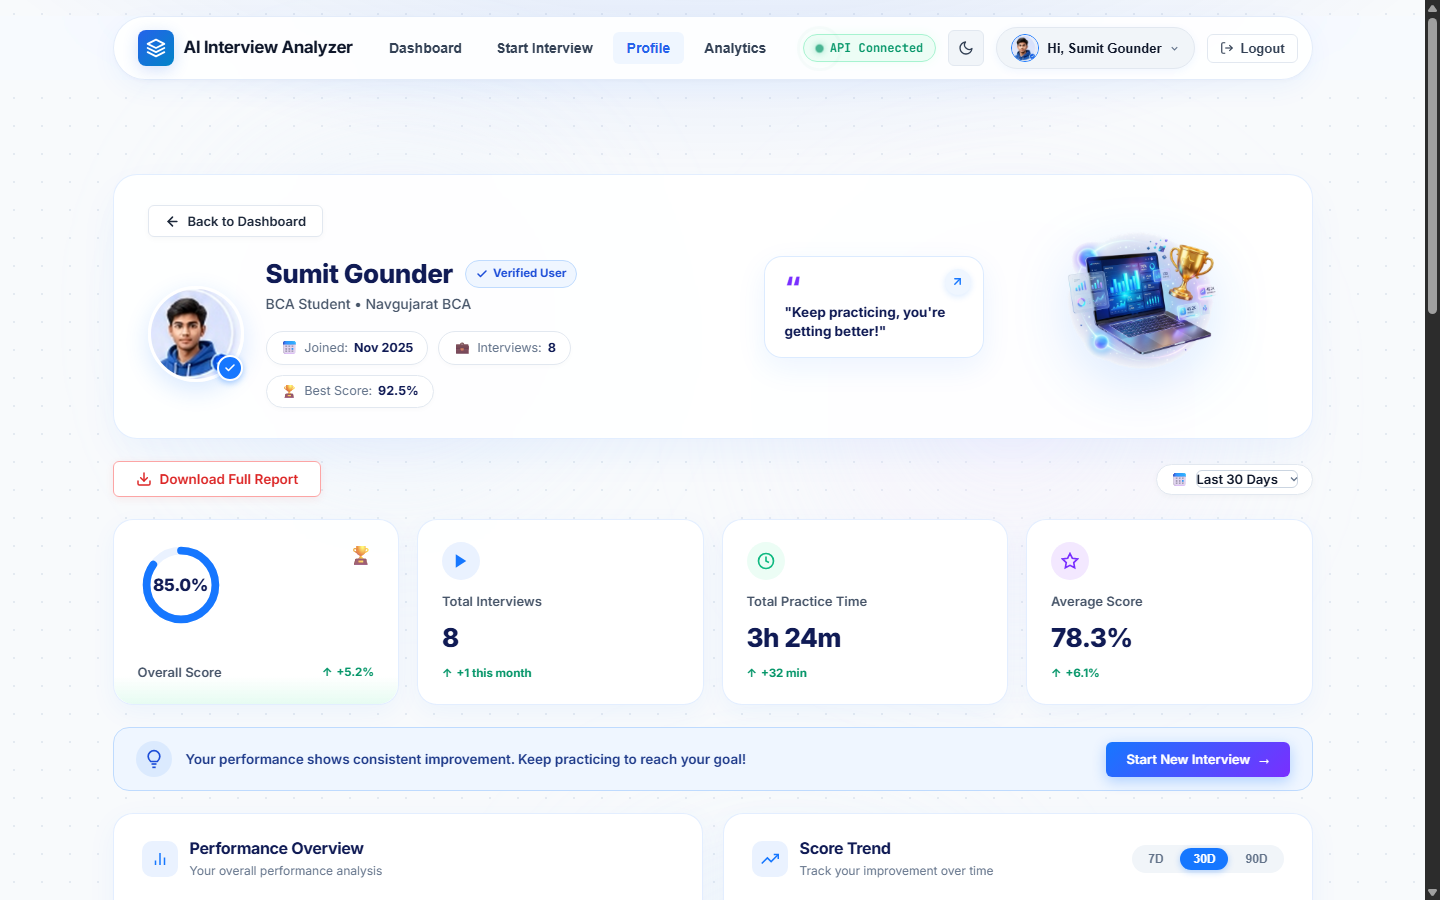 AI Interview Analyzer
Dashboard
Start Interview
Profile
Analytics
API Connected
Hi, Sumit Gounder
Logout
Back to Dashboard
Sumit Gounder
Verified User
BCA Student • Navgujarat BCA
Joined: Nov 2025
Interviews: 8
Best Score: 92.5%
"Keep practicing, you're
getting better!"
Download Full Report
Last 30 Days
85.0%
Overall Score
↑ +5.2%
Total Interviews
8
↑ +1 this month
Total Practice Time
3h 24m
↑ +32 min
Average Score
78.3%
↑ +6.1%
Your performance shows consistent improvement. Keep practicing to reach your goal!
Start New Interview →
Performance Overview
Your overall performance analysis
Score Trend
Track your improvement over time
7D
30D
90D